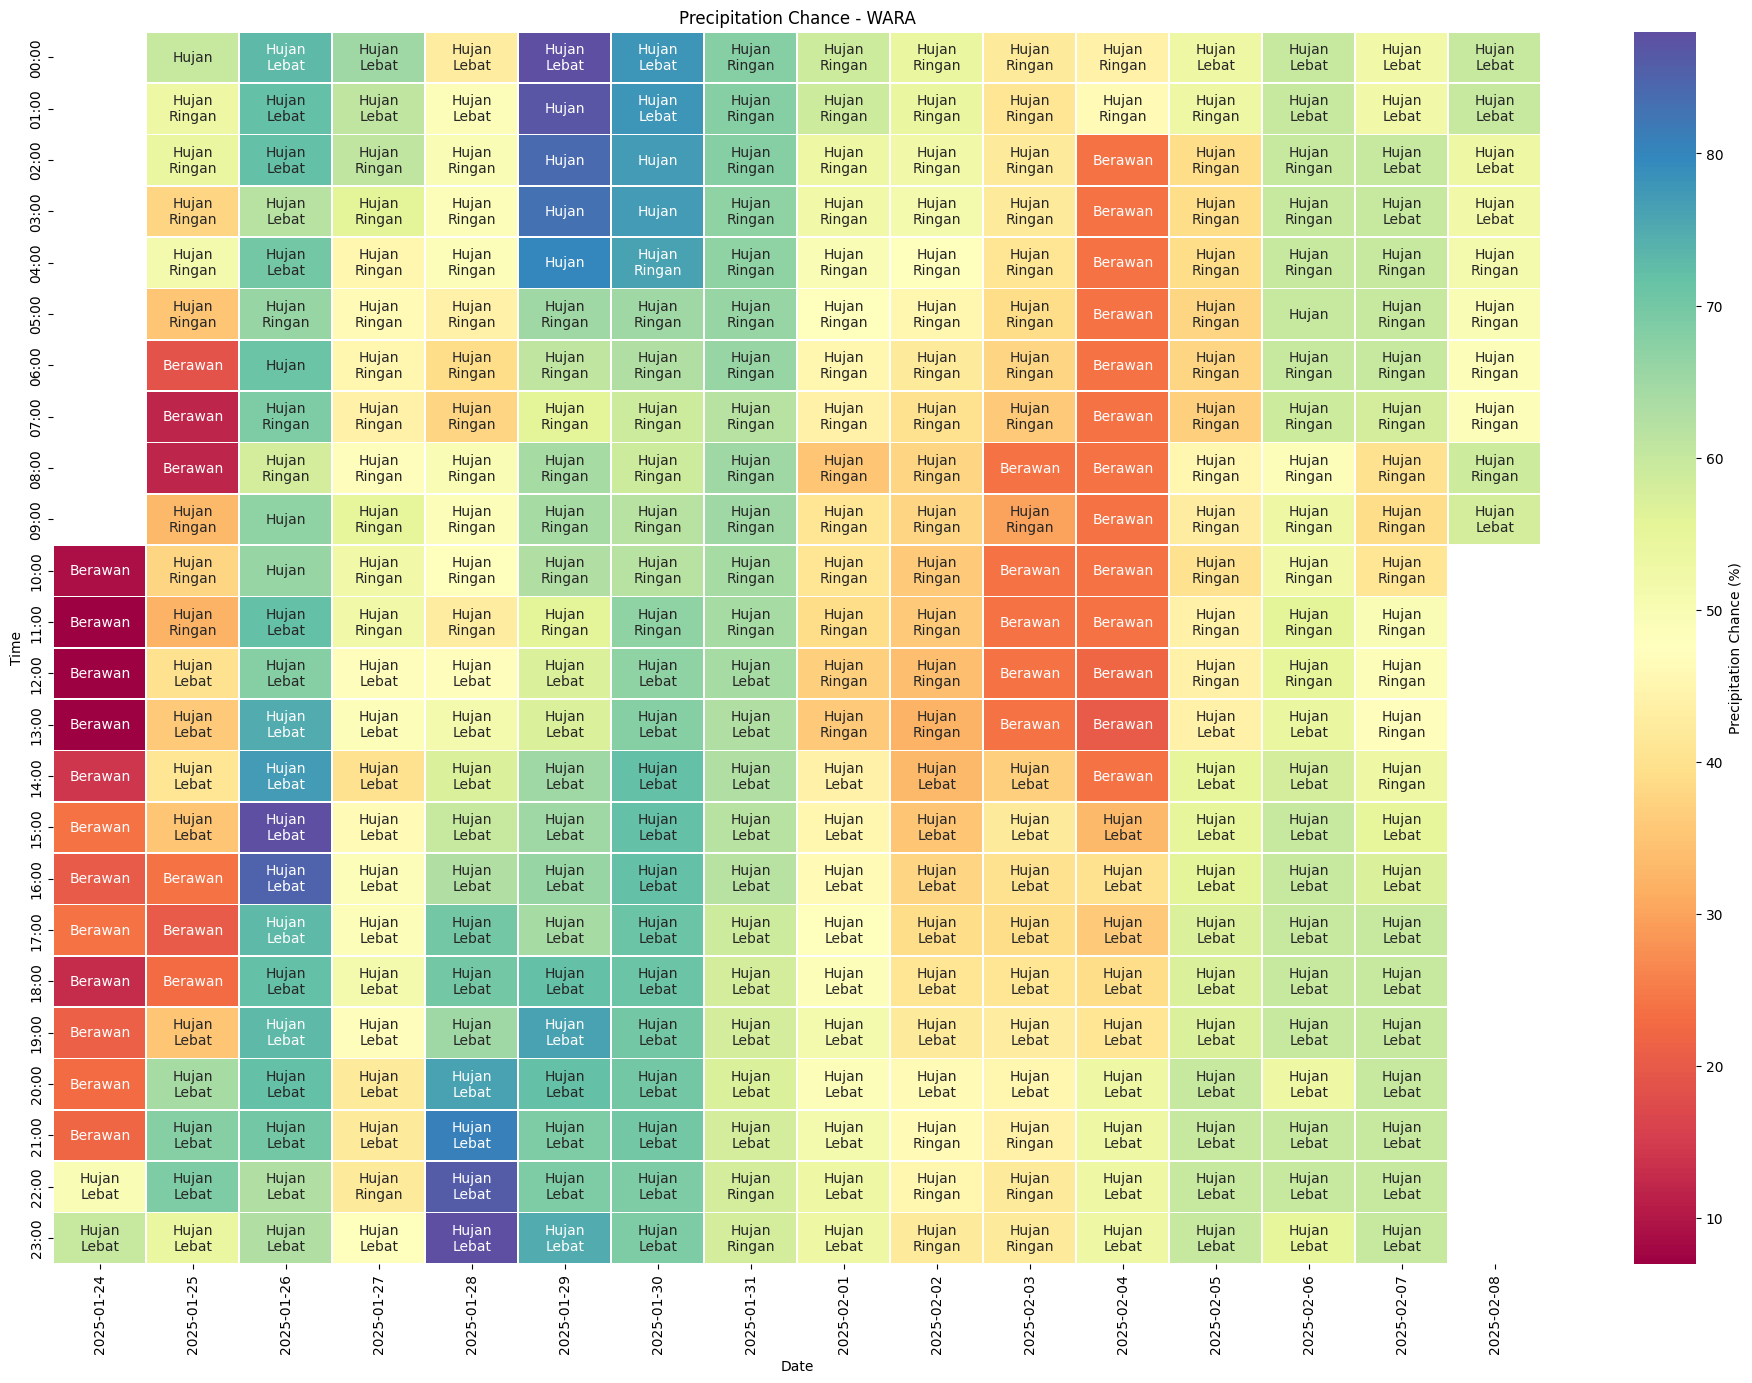 Precipitation Chance - WARA
00:00 Hujan Hujan Lebat Hujan Lebat Hujan Lebat Hujan Lebat Hujan Lebat Hujan Ringan Hujan Ringan Hujan Ringan Hujan Ringan Hujan Ringan Hujan Lebat Hujan Lebat Hujan Lebat Hujan Lebat
01:00 Hujan Ringan Hujan Lebat Hujan Lebat Hujan Lebat Hujan Hujan Lebat Hujan Ringan Hujan Ringan Hujan Ringan Hujan Ringan Hujan Ringan Hujan Ringan Hujan Lebat Hujan Lebat Hujan Lebat
02:00 Hujan Ringan Hujan Lebat Hujan Ringan Hujan Ringan Hujan Hujan Hujan Ringan Hujan Ringan Hujan Ringan Hujan Ringan Berawan Hujan Ringan Hujan Ringan Hujan Lebat Hujan Lebat
03:00 Hujan Ringan Hujan Lebat Hujan Ringan Hujan Ringan Hujan Hujan Hujan Ringan Hujan Ringan Hujan Ringan Hujan Ringan Berawan Hujan Ringan Hujan Ringan Hujan Lebat Hujan Lebat
04:00 Hujan Ringan Hujan Lebat Hujan Ringan Hujan Ringan Hujan Hujan Ringan Hujan Ringan Hujan Ringan Hujan Ringan Hujan Ringan Berawan Hujan Ringan Hujan Ringan Hujan Ringan Hujan Ringan
05:00 Hujan Ringan Hujan Ringan Hujan Ringan Hujan Ringan Hujan Ringan Hujan Ringan Hujan Ringan Hujan Ringan Hujan Ringan Hujan Ringan Berawan Hujan Ringan Hujan Hujan Ringan Hujan Ringan
06:00 Berawan Hujan Hujan Ringan Hujan Ringan Hujan Ringan Hujan Ringan Hujan Ringan Hujan Ringan Hujan Ringan Hujan Ringan Berawan Hujan Ringan Hujan Ringan Hujan Ringan Hujan Ringan
07:00 Berawan Hujan Ringan Hujan Ringan Hujan Ringan Hujan Ringan Hujan Ringan Hujan Ringan Hujan Ringan Hujan Ringan Hujan Ringan Berawan Hujan Ringan Hujan Ringan Hujan Ringan Hujan Ringan
08:00 Berawan Hujan Ringan Hujan Ringan Hujan Ringan Hujan Ringan Hujan Ringan Hujan Ringan Hujan Ringan Hujan Ringan Berawan Berawan Hujan Ringan Hujan Ringan Hujan Ringan Hujan Ringan
09:00 Hujan Ringan Hujan Hujan Ringan Hujan Ringan Hujan Ringan Hujan Ringan Hujan Ringan Hujan Ringan Hujan Ringan Hujan Ringan Berawan Hujan Ringan Hujan Ringan Hujan Ringan Hujan Lebat
10:00 Berawan Hujan Ringan Hujan Hujan Ringan Hujan Ringan Hujan Ringan Hujan Ringan Hujan Ringan Hujan Ringan Hujan Ringan Berawan Berawan Hujan Ringan Hujan Ringan Hujan Ringan
11:00 Berawan Hujan Ringan Hujan Lebat Hujan Ringan Hujan Ringan Hujan Ringan Hujan Ringan Hujan Ringan Hujan Ringan Hujan Ringan Berawan Berawan Hujan Ringan Hujan Ringan Hujan Ringan
12:00 Berawan Hujan Lebat Hujan Lebat Hujan Lebat Hujan Lebat Hujan Lebat Hujan Lebat Hujan Lebat Hujan Ringan Hujan Ringan Berawan Berawan Hujan Ringan Hujan Ringan Hujan Ringan
13:00 Berawan Hujan Lebat Hujan Lebat Hujan Lebat Hujan Lebat Hujan Lebat Hujan Lebat Hujan Lebat Hujan Ringan Hujan Ringan Berawan Berawan Hujan Lebat Hujan Lebat Hujan Ringan
14:00 Berawan Hujan Lebat Hujan Lebat Hujan Lebat Hujan Lebat Hujan Lebat Hujan Lebat Hujan Lebat Hujan Lebat Hujan Lebat Hujan Lebat Berawan Hujan Lebat Hujan Lebat Hujan Ringan
15:00 Berawan Hujan Lebat Hujan Lebat Hujan Lebat Hujan Lebat Hujan Lebat Hujan Lebat Hujan Lebat Hujan Lebat Hujan Lebat Hujan Lebat Hujan Lebat Hujan Lebat Hujan Lebat Hujan Lebat
16:00 Berawan Berawan Hujan Lebat Hujan Lebat Hujan Lebat Hujan Lebat Hujan Lebat Hujan Lebat Hujan Lebat Hujan Lebat Hujan Lebat Hujan Lebat Hujan Lebat Hujan Lebat Hujan Lebat
17:00 Berawan Berawan Hujan Lebat Hujan Lebat Hujan Lebat Hujan Lebat Hujan Lebat Hujan Lebat Hujan Lebat Hujan Lebat Hujan Lebat Hujan Lebat Hujan Lebat Hujan Lebat Hujan Lebat
18:00 Berawan Berawan Hujan Lebat Hujan Lebat Hujan Lebat Hujan Lebat Hujan Lebat Hujan Lebat Hujan Lebat Hujan Lebat Hujan Lebat Hujan Lebat Hujan Lebat Hujan Lebat Hujan Lebat
19:00 Berawan Hujan Lebat Hujan Lebat Hujan Lebat Hujan Lebat Hujan Lebat Hujan Lebat Hujan Lebat Hujan Lebat Hujan Lebat Hujan Lebat Hujan Lebat Hujan Lebat Hujan Lebat Hujan Lebat
20:00 Berawan Hujan Lebat Hujan Lebat Hujan Lebat Hujan Lebat Hujan Lebat Hujan Lebat Hujan Lebat Hujan Lebat Hujan Lebat Hujan Lebat Hujan Lebat Hujan Lebat Hujan Lebat Hujan Lebat
21:00 Berawan Hujan Lebat Hujan Lebat Hujan Lebat Hujan Lebat Hujan Lebat Hujan Lebat Hujan Lebat Hujan Lebat Hujan Ringan Hujan Ringan Hujan Lebat Hujan Lebat Hujan Lebat Hujan Lebat
22:00 Hujan Lebat Hujan Lebat Hujan Lebat Hujan Ringan Hujan Lebat Hujan Lebat Hujan Lebat Hujan Ringan Hujan Lebat Hujan Ringan Hujan Ringan Hujan Lebat Hujan Lebat Hujan Lebat Hujan Lebat
23:00 Hujan Lebat Hujan Lebat Hujan Lebat Hujan Lebat Hujan Lebat Hujan Lebat Hujan Lebat Hujan Ringan Hujan Lebat Hujan Ringan Hujan Ringan Hujan Lebat Hujan Lebat Hujan Lebat Hujan Lebat
Time
2025-01-24
2025-01-25
2025-01-26
2025-01-27
2025-01-28
2025-01-29
2025-01-30
2025-01-31
2025-02-01
2025-02-02
2025-02-03
2025-02-04
2025-02-05
2025-02-06
2025-02-07
2025-02-08
Date
80
70
60
50
40
30
20
10
Precipitation Chance (%)